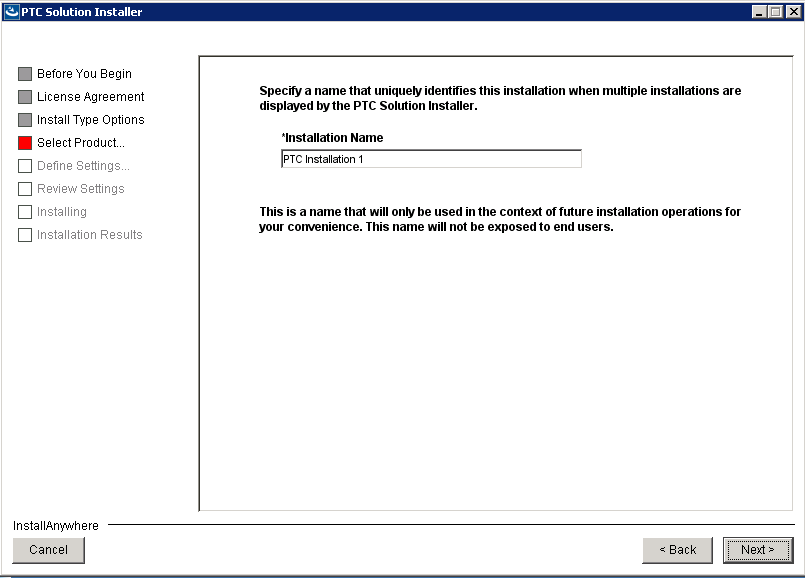 PTC Solution Installer
Before You Begin
License Agreement
Install Type Options
Select Product...
Define Settings...
Review Settings
Installing
Installation Results
Specify a name that uniquely identifies this installation when multiple installations are
displayed by the PTC Solution Installer.
*Installation Name
PTC Installation 1
This is a name that will only be used in the context of future installation operations for
your convenience. This name will not be exposed to end users.
InstallAnywhere
Cancel
< Back
Next >